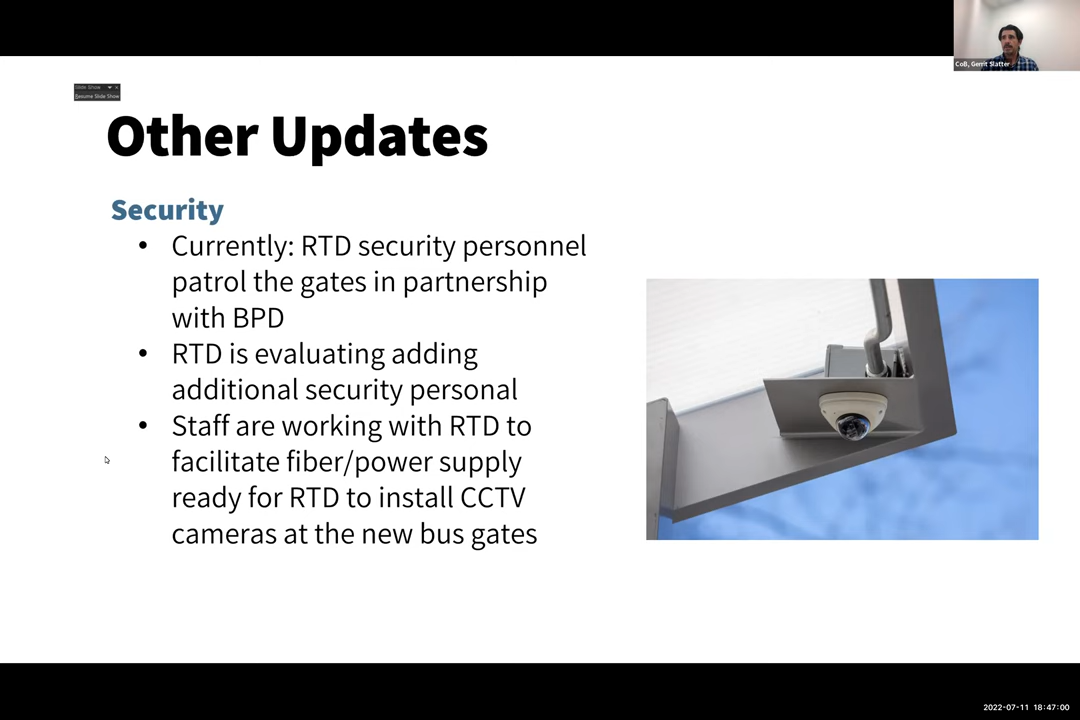 CoB, Gerrit Slatter
Slide Show
Resume Slide Show
Other Updates
Security
• Currently: RTD security personnel
patrol the gates in partnership
with BPD
• RTD is evaluating adding
additional security personal
• Staff are working with RTD to
facilitate fiber/power supply
ready for RTD to install CCTV
cameras at the new bus gates
2022-07-11 18:47:00